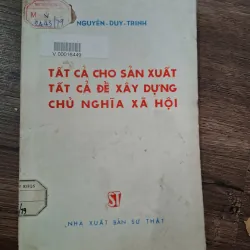 NGUYỄN-DUY-TRINH
V.00016449
TẤT CẢ CHO SẢN XUẤT
TẤT CẢ ĐỂ XÂY DỰNG
CHỦ NGHĨA XÃ HỘI
ST
NHÀ XUẤT BẢN SỰ THẬT